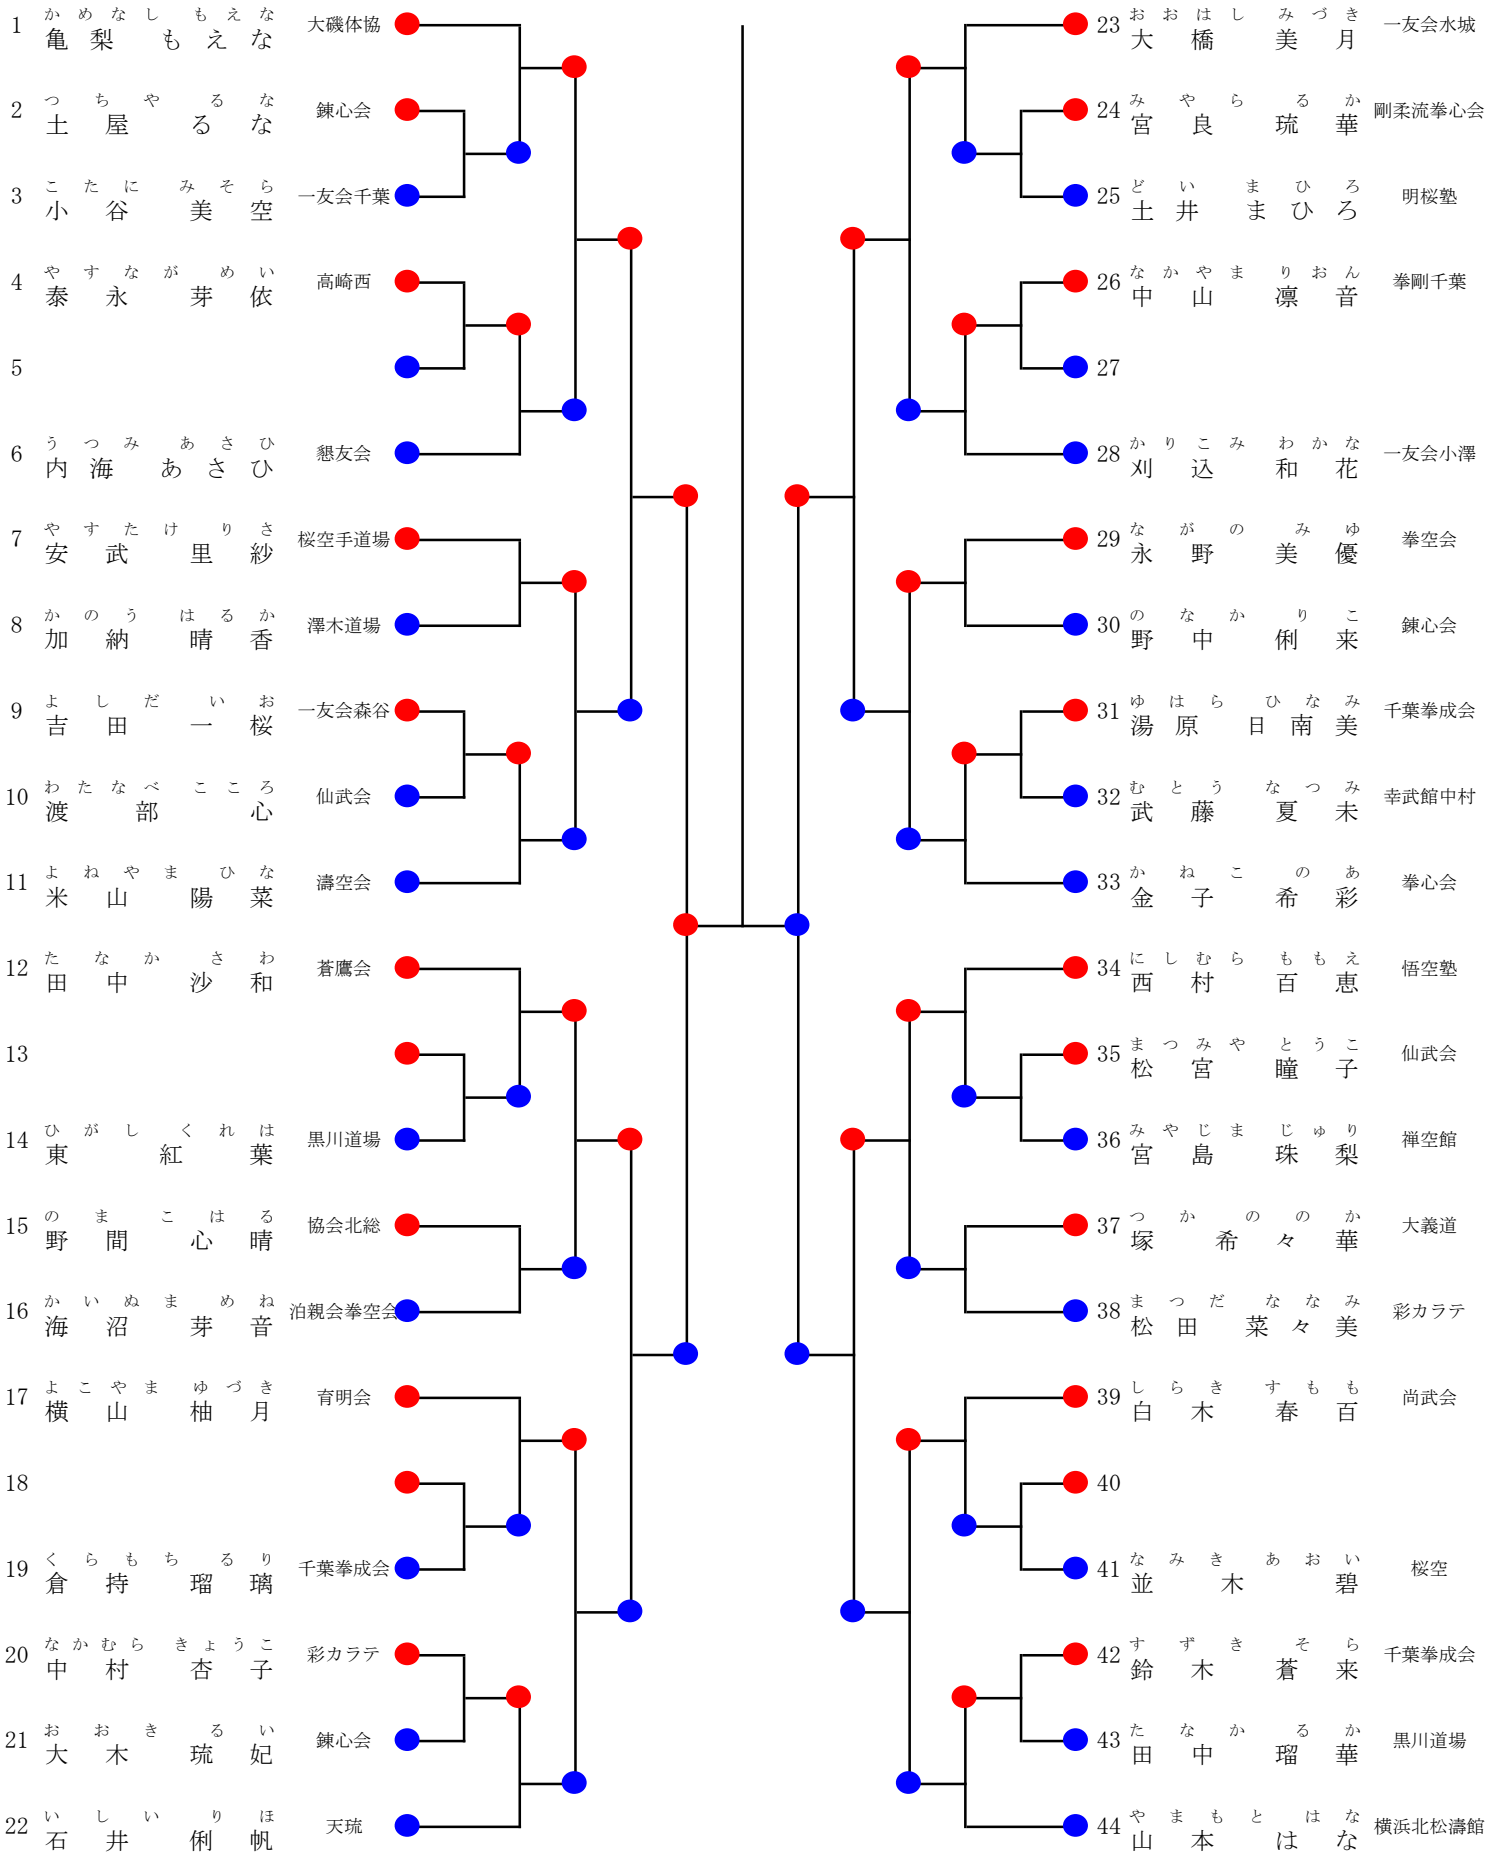 かめなし もえな
1 亀梨 もえな 大磯体協
つちや るな
2 土屋 るな 錬心会
こたに みそら
3 小谷 美空 一友会千葉
やすなが めい
4 泰永 芽依 高崎西
5
うつみ あさひ
6 内海 あさひ 懇友会
やすたけ りさ
7 安武 里紗 桜空手道場
かのう はるか
8 加納 晴香 澤木道場
よしだ いお
9 吉田 一桜 一友会森谷
わたなべ こころ
10 渡部 心 仙武会
よねやま ひな
11 米山 陽菜 濤空会
たなか さわ
12 田中 沙和 蒼鷹会
13
ひがし くれは
14 東 紅葉 黒川道場
のま こはる
15 野間 心晴 協会北総
かいぬま めね
16 海沼 芽音 泊親会拳空会
よこやま ゆづき
17 横山 柚月 育明会
18
くらもち るり
19 倉持 瑠璃 千葉拳成会
なかむら きょうこ
20 中村 杏子 彩カラテ
おおき るい
21 大木 琉妃 錬心会
いしい りほ
22 石井 俐帆 天琉
おおはし みづき
23 大橋 美月 一友会水城
みやら るか
24 宮良 琉華 剛柔流拳心会
どい まひろ
25 土井 まひろ 明桜塾
なかやま りおん
26 中山 凛音 拳剛千葉
27
かりこみ わかな
28 刈込 和花 一友会小澤
ながの みゆ
29 永野 美優 拳空会
のなか りこ
30 野中 俐来 錬心会
ゆはら ひなみ
31 湯原 日南美 千葉拳成会
むとう なつみ
32 武藤 夏未 幸武館中村
かねこ のあ
33 金子 希彩 拳心会
にしむら ももえ
34 西村 百恵 悟空塾
まつみや とうこ
35 松宮 瞳子 仙武会
みやじま じゅり
36 宮島 珠梨 禅空館
つか ののか
37 塚 希々華 大義道
まつだ ななみ
38 松田 菜々美 彩カラテ
しらき すもも
39 白木 春百 尚武会
40
なみき あおい
41 並木 碧 桜空
すずき そら
42 鈴木 蒼来 千葉拳成会
たなか るか
43 田中 瑠華 黒川道場
やまもと はな
44 山本 はな 横浜北松濤館